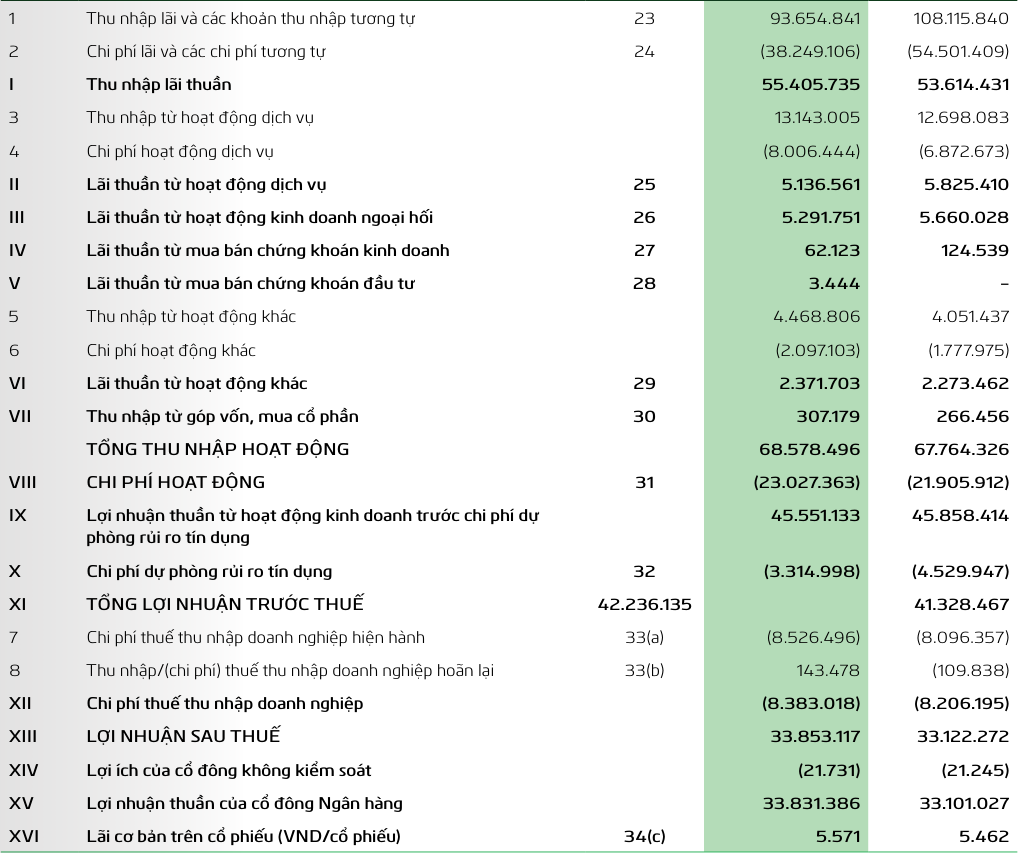 1 Thu nhập lãi và các khoản thu nhập tương tự 23 93.654.841 108.115.840
2 Chi phí lãi và các chi phí tương tự 24 (38.249.106) (54.501.409)
I Thu nhập lãi thuần 55.405.735 53.614.431
3 Thu nhập từ hoạt động dịch vụ 13.143.005 12.698.083
4 Chi phí hoạt động dịch vụ (8.006.444) (6.872.673)
II Lãi thuần từ hoạt động dịch vụ 25 5.136.561 5.825.410
III Lãi thuần từ hoạt động kinh doanh ngoại hối 26 5.291.751 5.660.028
IV Lãi thuần từ mua bán chứng khoán kinh doanh 27 62.123 124.539
V Lãi thuần từ mua bán chứng khoán đầu tư 28 3.444 –
5 Thu nhập từ hoạt động khác 4.468.806 4.051.437
6 Chi phí hoạt động khác (2.097.103) (1.777.975)
VI Lãi thuần từ hoạt động khác 29 2.371.703 2.273.462
VII Thu nhập từ góp vốn, mua cổ phần 30 307.179 266.456
TỔNG THU NHẬP HOẠT ĐỘNG 68.578.496 67.764.326
VIII CHI PHÍ HOẠT ĐỘNG 31 (23.027.363) (21.905.912)
IX Lợi nhuận thuần từ hoạt động kinh doanh trước chi phí dự 45.551.133 45.858.414
phòng rủi ro tín dụng
X Chi phí dự phòng rủi ro tín dụng 32 (3.314.998) (4.529.947)
XI TỔNG LỢI NHUẬN TRƯỚC THUẾ 42.236.135 41.328.467
7 Chi phí thuế thu nhập doanh nghiệp hiện hành 33(a) (8.526.496) (8.096.357)
8 Thu nhập/(chi phí) thuế thu nhập doanh nghiệp hoãn lại 33(b) 143.478 (109.838)
XII Chi phí thuế thu nhập doanh nghiệp (8.383.018) (8.206.195)
XIII LỢI NHUẬN SAU THUẾ 33.853.117 33.122.272
XIV Lợi ích của cổ đông không kiểm soát (21.731) (21.245)
XV Lợi nhuận thuần của cổ đông Ngân hàng 33.831.386 33.101.027
XVI Lãi cơ bản trên cổ phiếu (VND/cổ phiếu) 34(c) 5.571 5.462